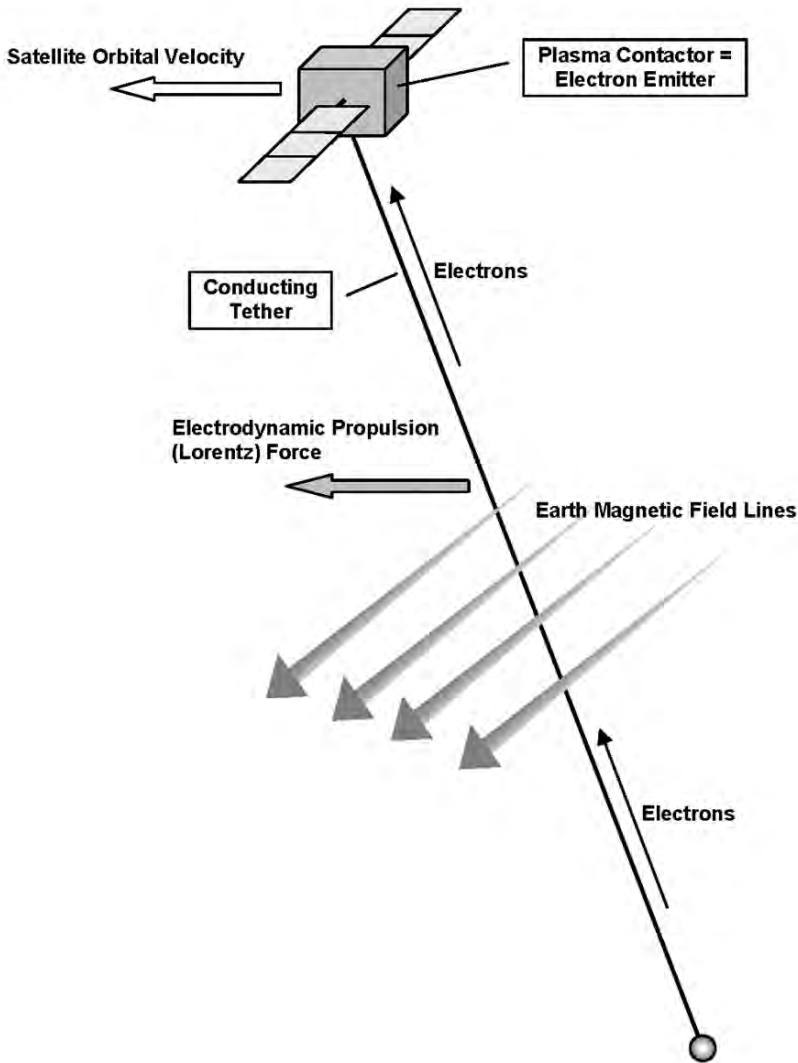 Satellite Orbital Velocity
Plasma Contactor =
Electron Emitter
Electrons
Conducting
Tether
Electrodynamic Propulsion
(Lorentz) Force
Earth Magnetic Field Lines
Electrons